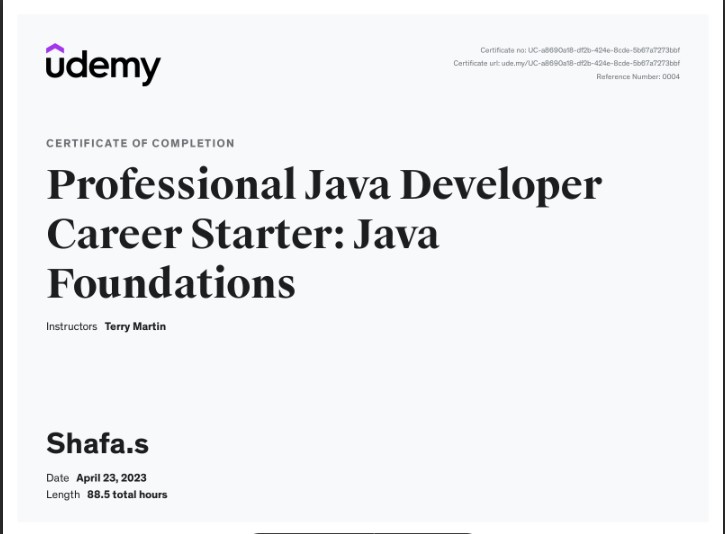 udemy
Certificate no: UC-a8690a18-df2b-424e-8cde-5b67a7273bbf
Certificate url: ude.my/UC-a8690a18-df2b-424e-8cde-5b67a7273bbf
Reference Number: 0004
CERTIFICATE OF COMPLETION
Professional Java Developer
Career Starter: Java
Foundations
Instructors Terry Martin
Shafa.s
Date April 23, 2023
Length 88.5 total hours